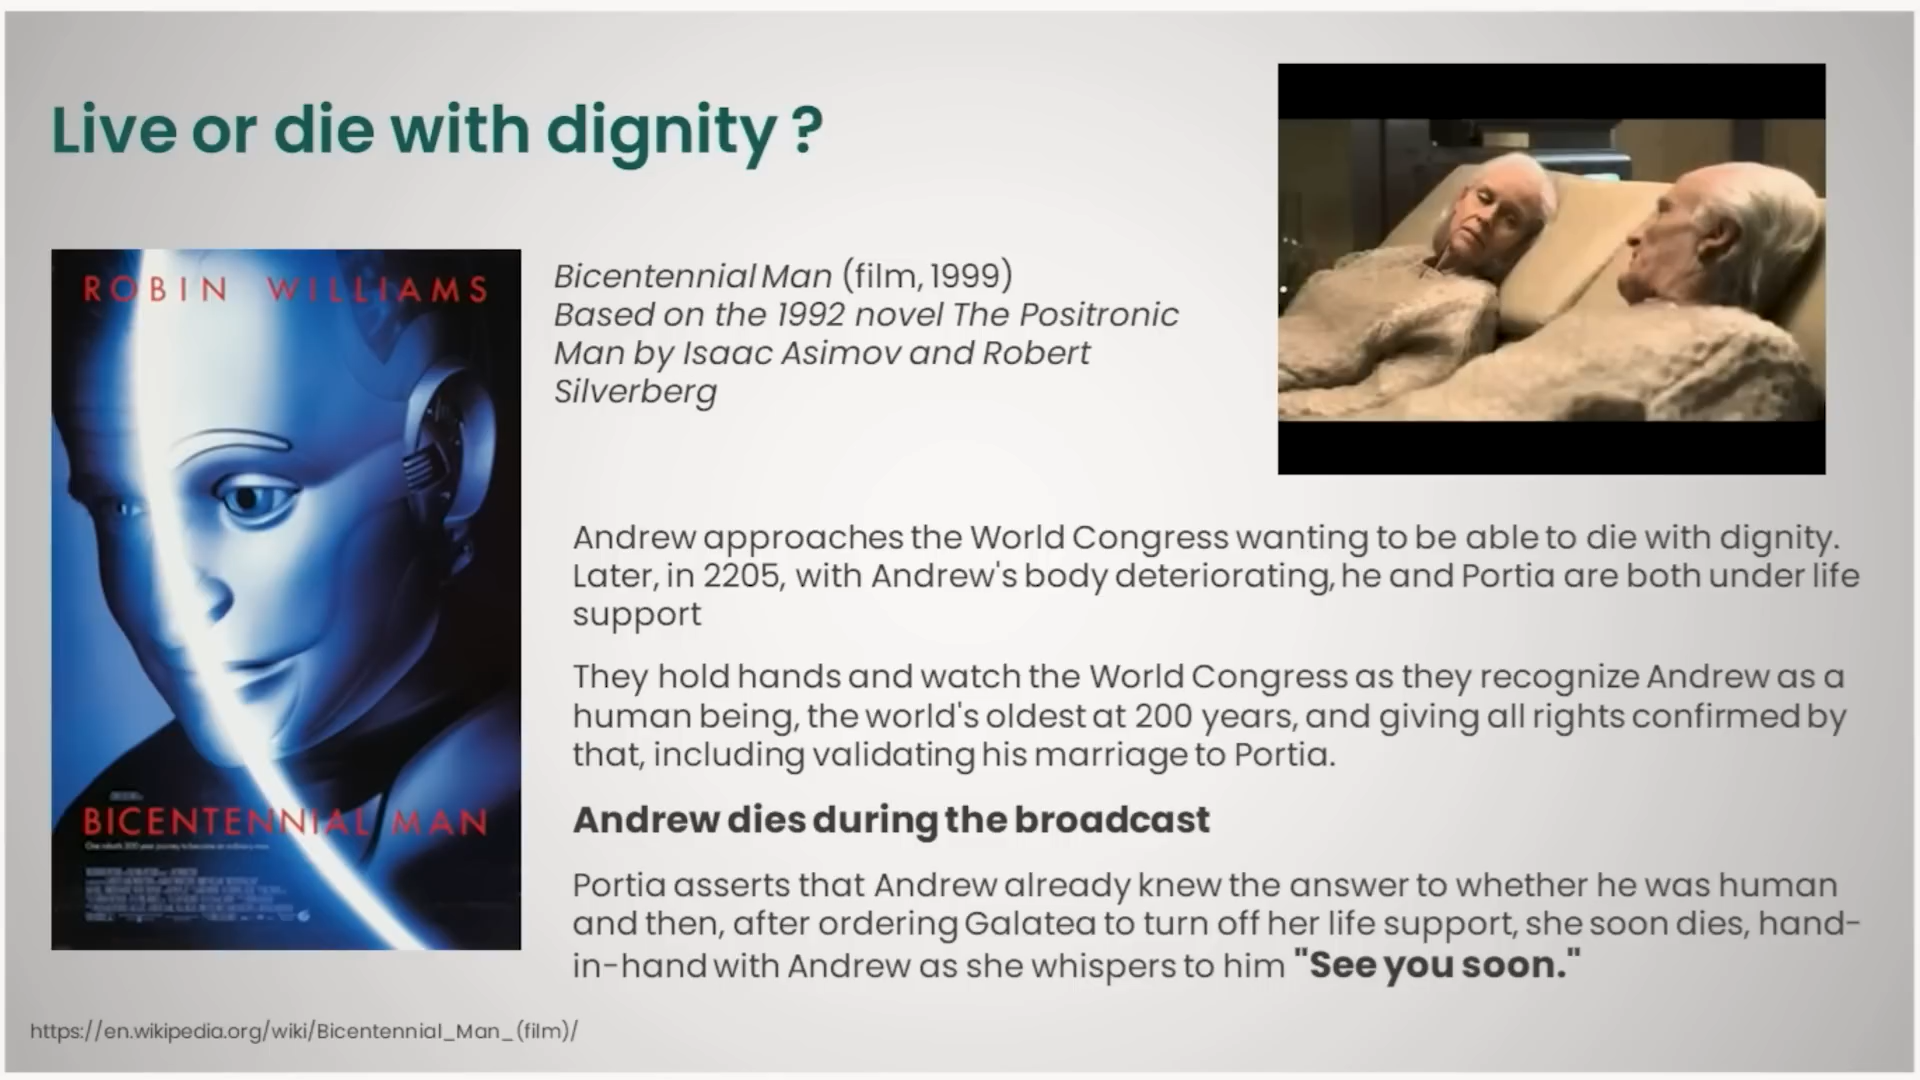 Live or die with dignity ?
ROBIN WILLIAMS
BICENTENNIAL MAN
Bicentennial Man (film, 1999)
Based on the 1992 novel The Positronic
Man by Isaac Asimov and Robert
Silverberg
Andrew approaches the World Congress wanting to be able to die with dignity.
Later, in 2205, with Andrew's body deteriorating, he and Portia are both under life
support
They hold hands and watch the World Congress as they recognize Andrew as a
human being, the world's oldest at 200 years, and giving all rights confirmed by
that, including validating his marriage to Portia.
Andrew dies during the broadcast
Portia asserts that Andrew already knew the answer to whether he was human
and then, after ordering Galatea to turn off her life support, she soon dies, hand-
in-hand with Andrew as she whispers to him "See you soon."
https://en.wikipedia.org/wiki/Bicentennial_Man_(film)/